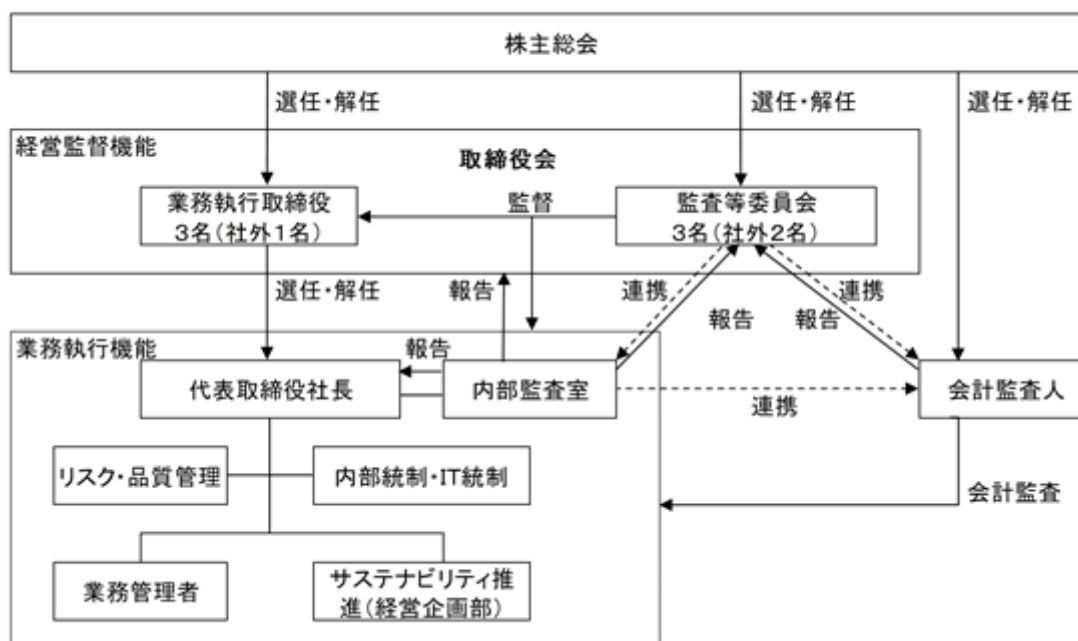 株主総会
選任・解任
選任・解任
選任・解任
経営監督機能
取締役会
業務執行取締役
3名(社外1名)
監督
監査等委員会
3名(社外2名)
選任・解任
報告
連携
連携
報告
報告
業務執行機能
報告
代表取締役社長
内部監査室
会計監査人
連携
リスク・品質管理
内部統制・IT統制
会計監査
業務管理者
サステナビリティ推
進(経営企画部)